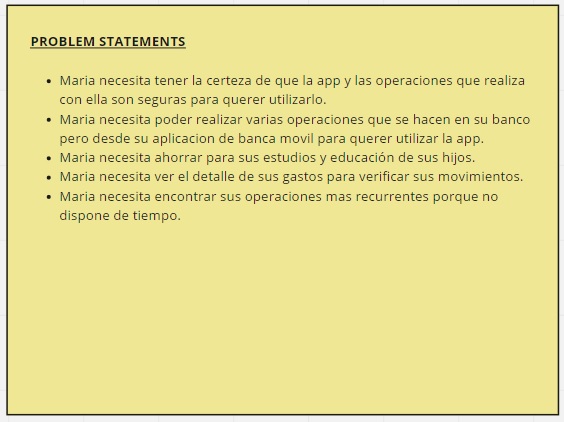 PROBLEM STATEMENTS
• Maria necesita tener la certeza de que la app y las operaciones que realiza
con ella son seguras para querer utilizarlo.
• Maria necesita poder realizar varias operaciones que se hacen en su banco
pero desde su aplicacion de banca movil para querer utilizar la app.
• Maria necesita ahorrar para sus estudios y educación de sus hijos.
• Maria necesita ver el detalle de sus gastos para verificar sus movimientos.
• Maria necesita encontrar sus operaciones mas recurrentes porque no
dispone de tiempo.